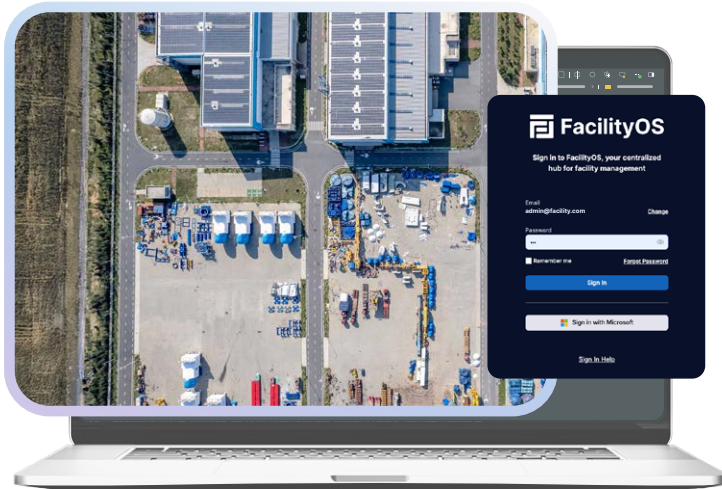 FacilityOS
Sign in to FacilityOS, your centralized
hub for facility management
Email
admin@facility.com
Change
Password
Remember me
Forgot Password
Sign In
Sign in with Microsoft
Sign In Help